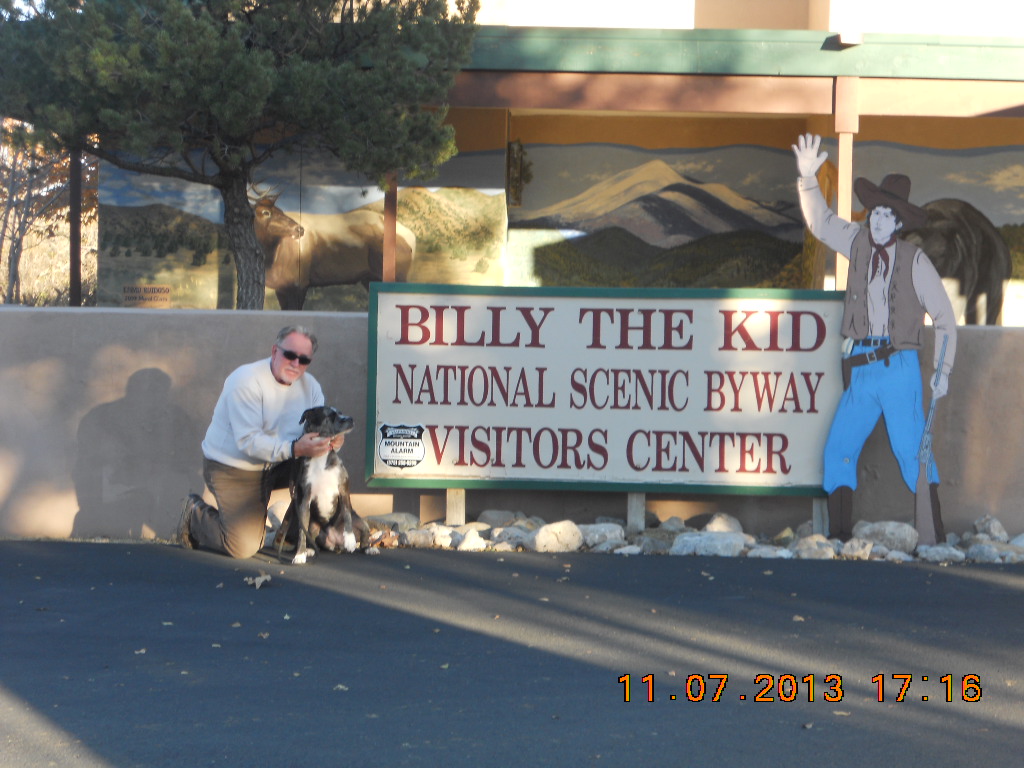 BILLY THE KID
NATIONAL SCENIC BYWAY
VISITORS CENTER
MOUNTAIN
ALARM
11.07.2013 17:16